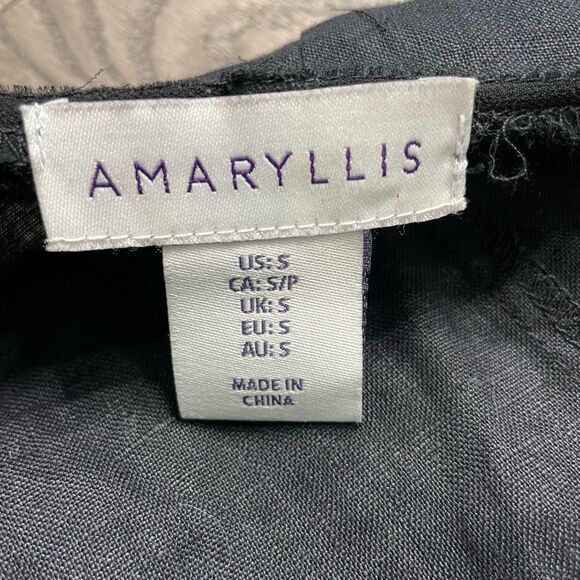 AMARYLLIS
US: S
CA: S/P
UK: S
EU: S
AU: S
MADE IN
CHINA